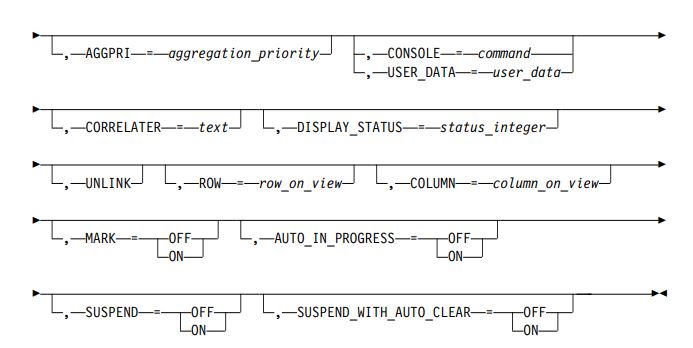 ,AGGPRI=aggregation_priority ,CONSOLE=command
,USER_DATA=user_data
,CORRELATER=text ,DISPLAY_STATUS=status_integer
,UNLINK ,ROW=row_on_view ,COLUMN=column_on_view
,MARK=OFF ,AUTO_IN_PROGRESS=OFF
ON ON
,SUSPEND=OFF ,SUSPEND_WITH_AUTO_CLEAR=OFF
ON ON